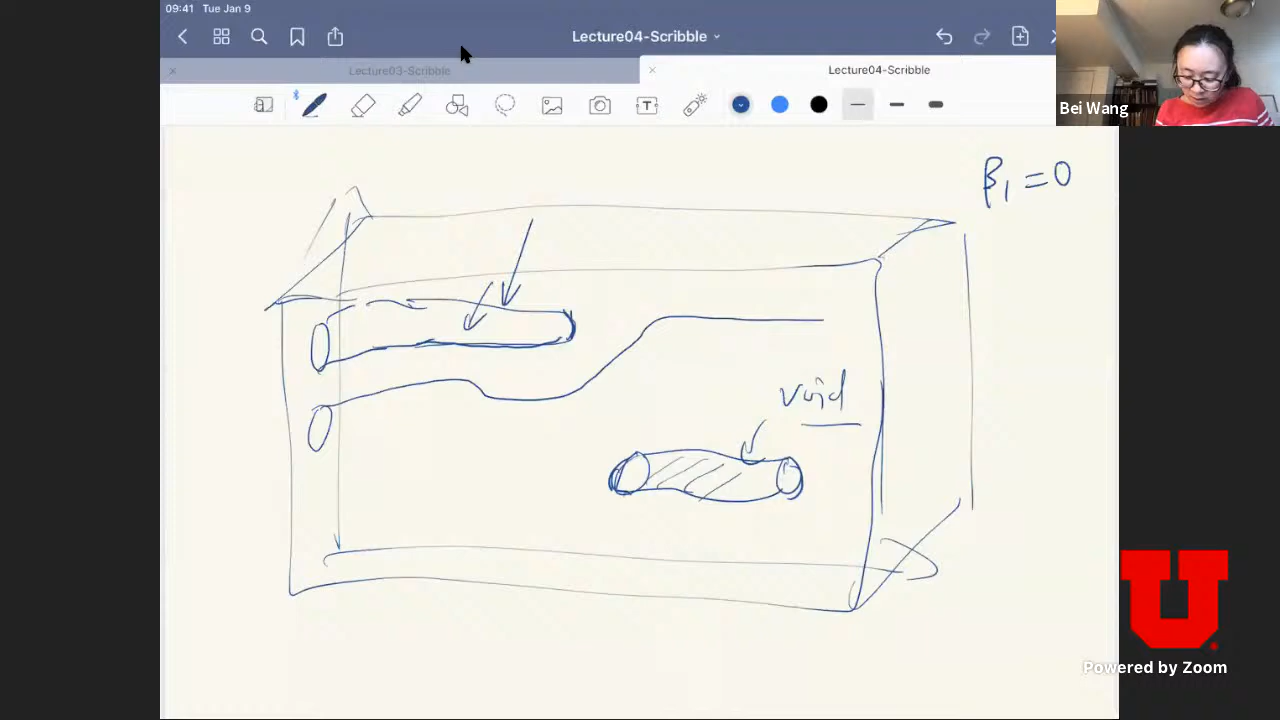 09:41 Tue Jan 9
Lecture04-Scribble
Lecture03-Scribble
Lecture04-Scribble
T
Bei Wang
β₁ = 0
void
U
Powered by Zoom